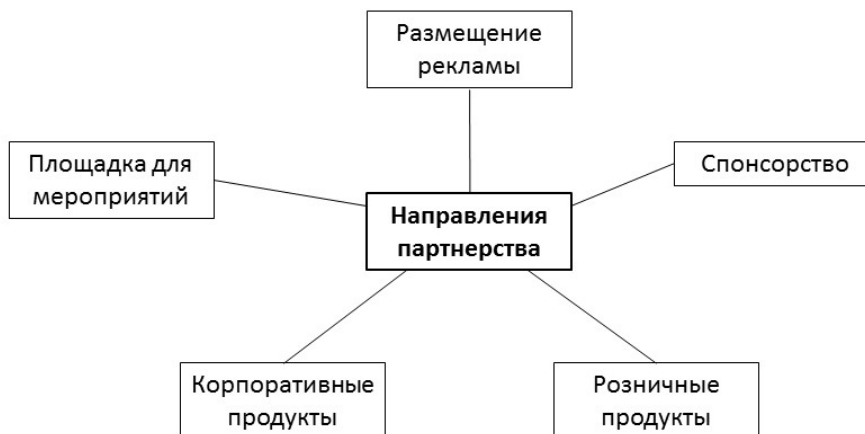 Размещение
рекламы
Площадка для
мероприятий
Спонсорство
Направления
партнерства
Корпоративные
продукты
Розничные
продукты